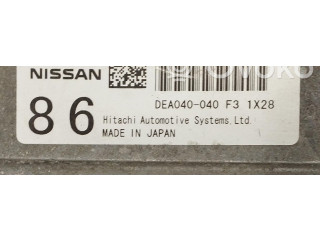 NISSAN
86
DEA040-040 F3 1X28
Hitachi Automotive Systems,Ltd.
MADE IN JAPAN